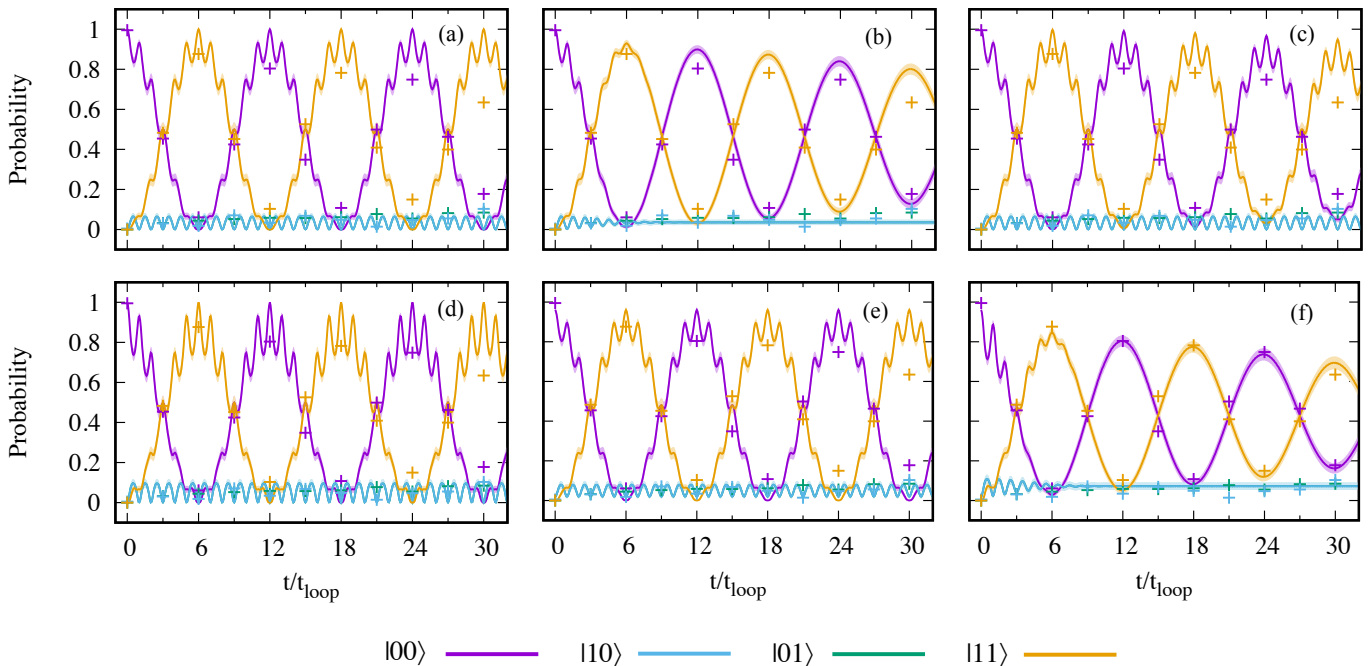 (a) (b) (c)
1
0.8
0.6
0.4
0.2
0
Probability
(d) (e) (f)
1
0.8
0.6
0.4
0.2
0
Probability
0 6 12 18 24 30 0 6 12 18 24 30 0 6 12 18 24 30
t/t_loop t/t_loop t/t_loop
|00⟩ |10⟩ |01⟩ |11⟩